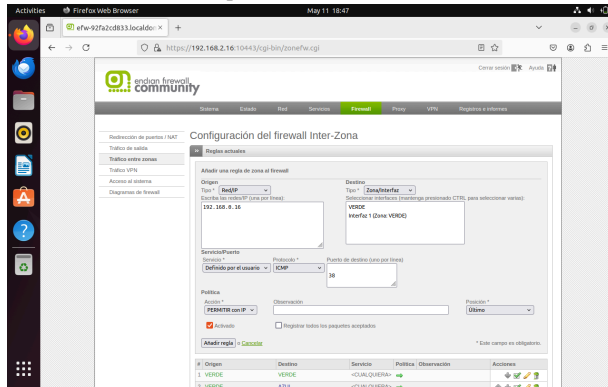 Activities Firefox Web Browser May 11 18:47
efw-92fa2cd833.localdo × +
https://192.168.2.16:10443/cgi-bin/zonefw.cgi
endian firewall community
Cerrar sesión Ayuda
Sistema Estado Red Servicios Firewall Proxy VPN Registros e informes
Redirección de puertos / NAT
Tráfico de salida
Tráfico entre zonas
Tráfico VPN
Acceso al sistema
Diagramas de firewall
Configuración del firewall Inter-Zona
Reglas actuales
Añadir una regla de zona al firewall
Origen Destino
Tipo * Red/IP Tipo * Zona/Interfaz
Escriba las redes/IP (una por línea): Seleccionar interfaces (mantenga presionado CTRL para seleccionar varias):
192.168.0.16 VERDE
Interfaz 1 (Zona: VERDE)
Servicio/Puerto
Servicio * Protocolo * Puerto de destino (uno por línea)
Definido por el usuario ICMP
30
Política
Acción * Observación Posición *
PERMITIR con IP Último
Activado Registrar todos los paquetes aceptados
Añadir regla o Cancelar * Este campo es obligatorio.
# Origen Destino Servicio Política Observación Acciones
1 VERDE VERDE <CUALQUIERA>
2 VERDE AZUL <CUALQUIERA>